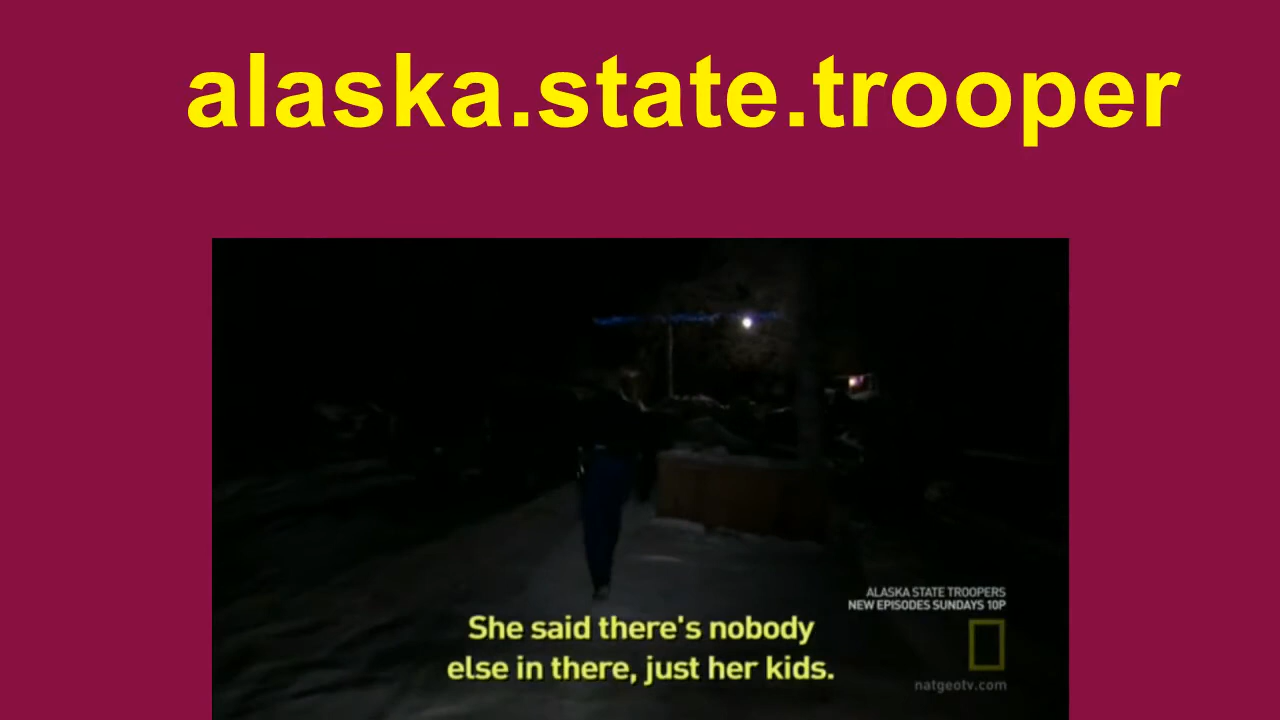 alaska.state.trooper
ALASKA STATE TROOPERS
NEW EPISODES SUNDAYS 10P
She said there's nobody
else in there, just her kids.
natgeotv.com